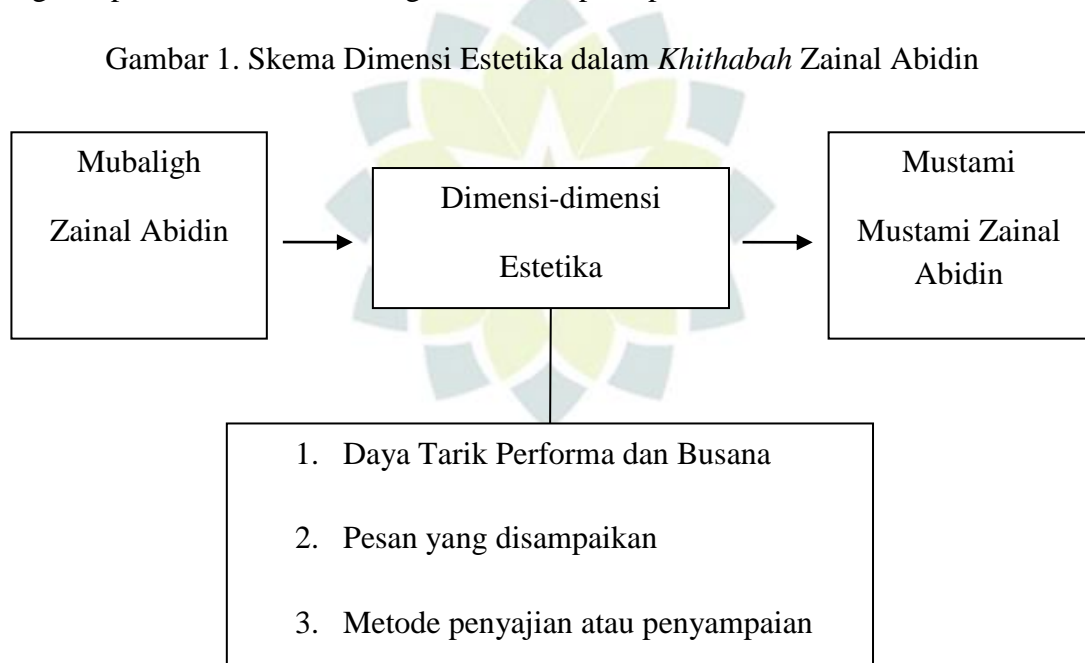 Gambar 1. Skema Dimensi Estetika dalam Khithabah Zainal Abidin
Mubaligh
Zainal Abidin
Dimensi-dimensi
Estetika
Mustami
Mustami Zainal
Abidin
1. Daya Tarik Performa dan Busana
2. Pesan yang disampaikan
3. Metode penyajian atau penyampaian